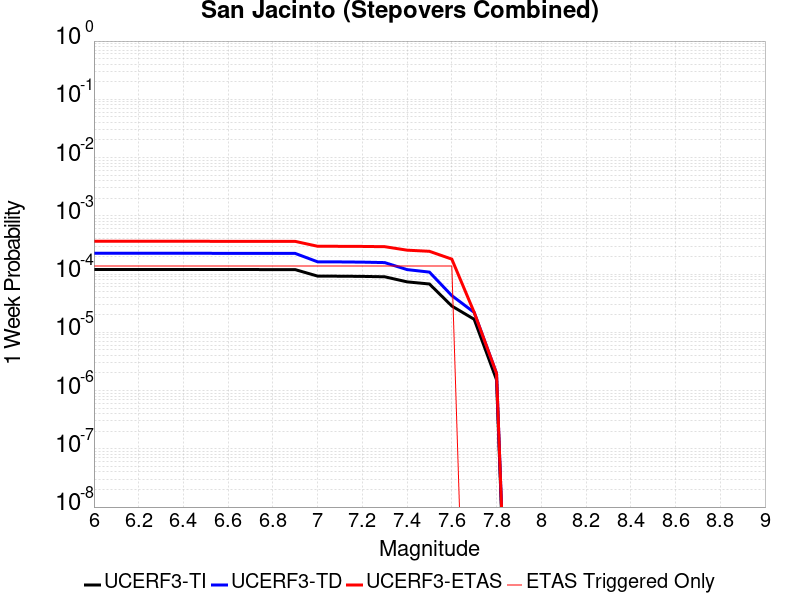 San Jacinto (Stepovers Combined)
10^0
10^-1
10^-2
10^-3
10^-4
10^-5
10^-6
10^-7
10^-8
1 Week Probability
6 6.2 6.4 6.6 6.8 7 7.2 7.4 7.6 7.8 8 8.2 8.4 8.6 8.8 9
Magnitude
UCERF3-TI UCERF3-TD UCERF3-ETAS ETAS Triggered Only